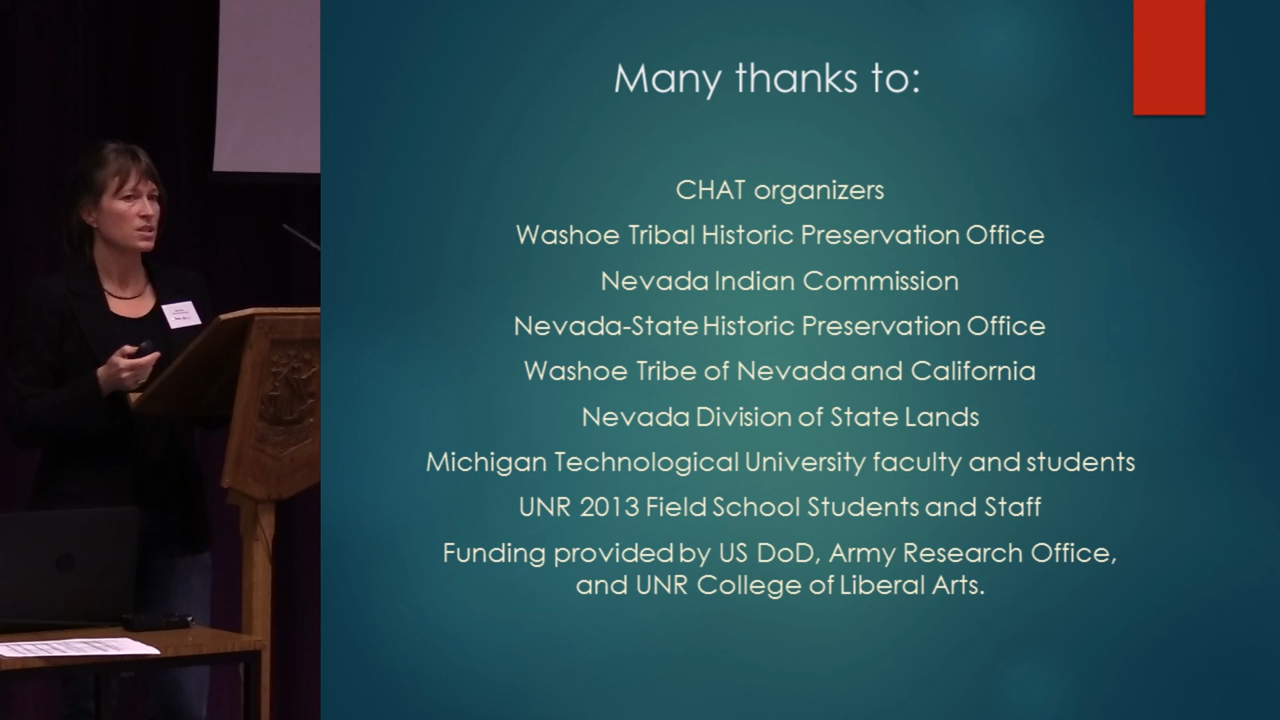 Many thanks to:
CHAT organizers
Washoe Tribal Historic Preservation Office
Nevada Indian Commission
Nevada-State Historic Preservation Office
Washoe Tribe of Nevada and California
Nevada Division of State Lands
Michigan Technological University faculty and students
UNR 2013 Field School Students and Staff
Funding provided by US DoD, Army Research Office,
and UNR College of Liberal Arts.